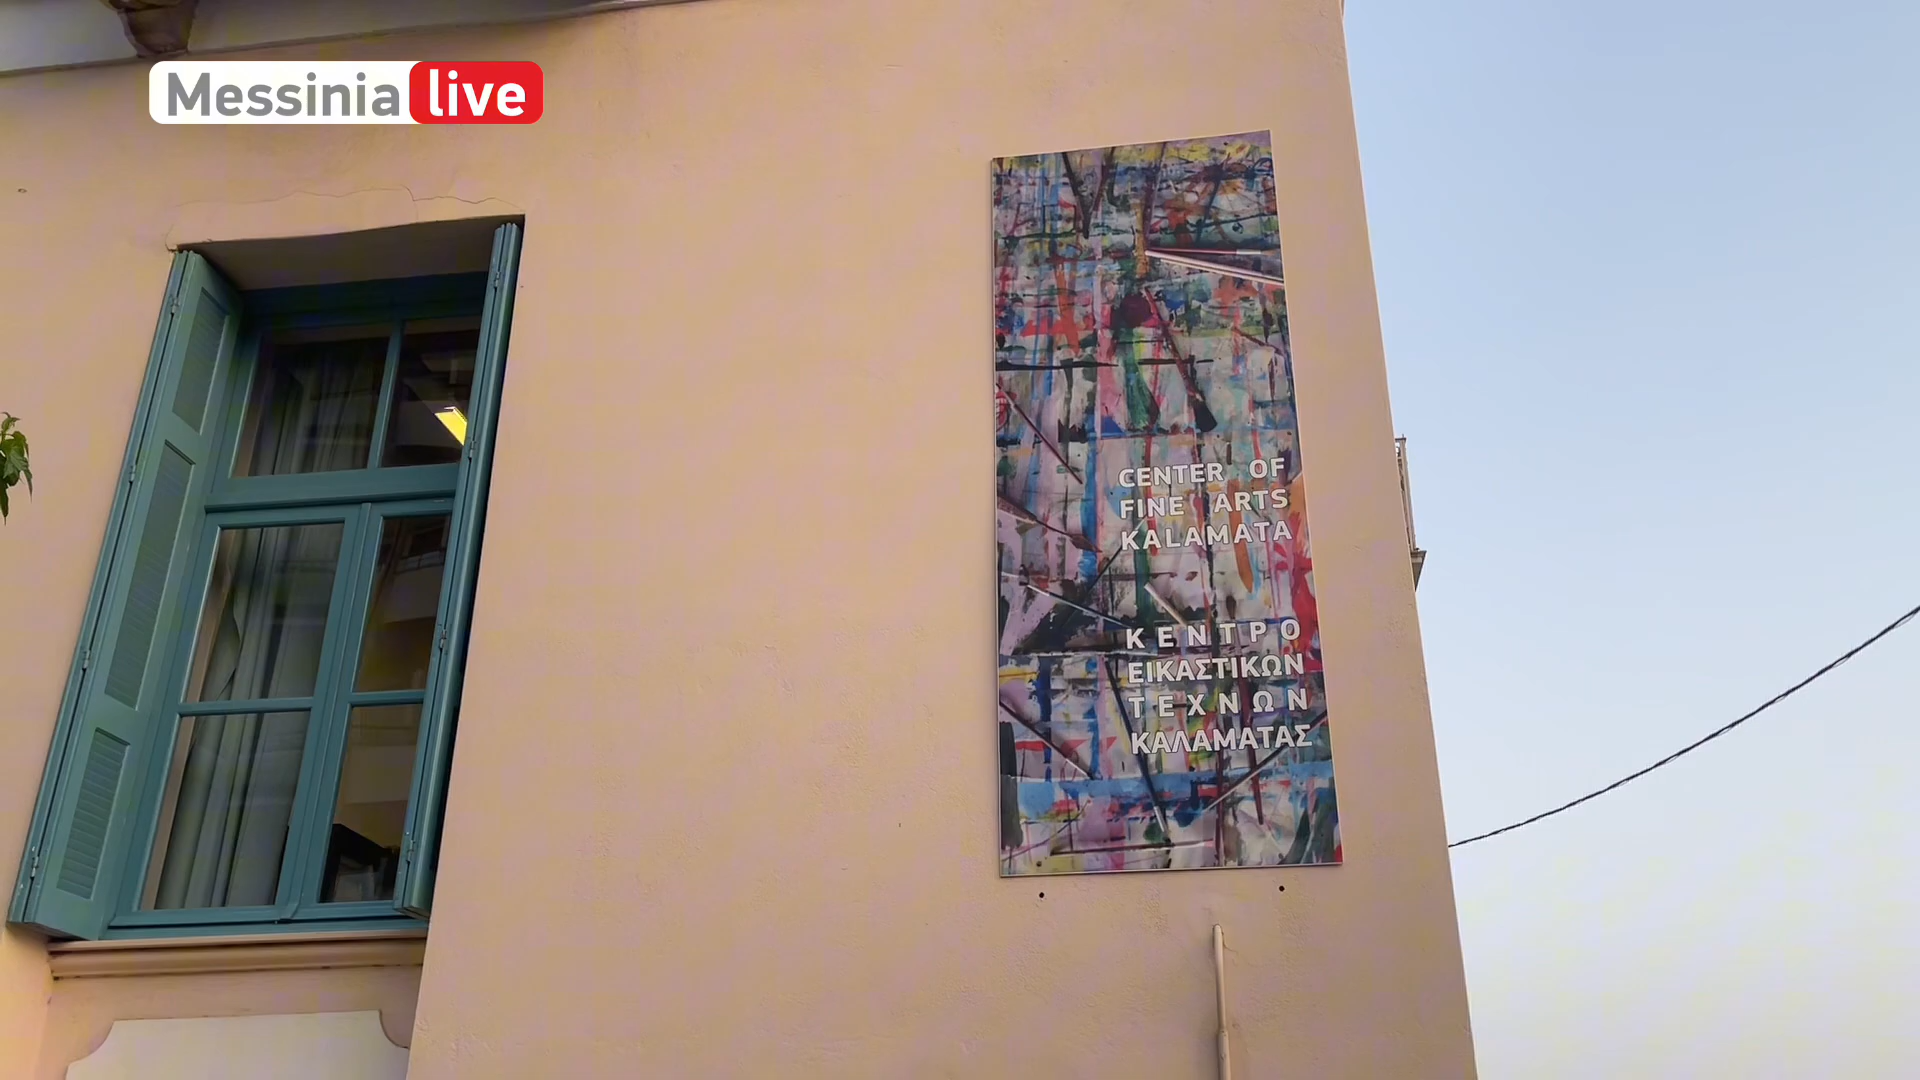 Messinia live
CENTER OF
FINE ARTS
KALAMATA
ΚΕΝΤΡΟ
ΕΙΚΑΣΤΙΚΩΝ
ΤΕΧΝΩΝ
ΚΑΛΑΜΑΤΑΣ